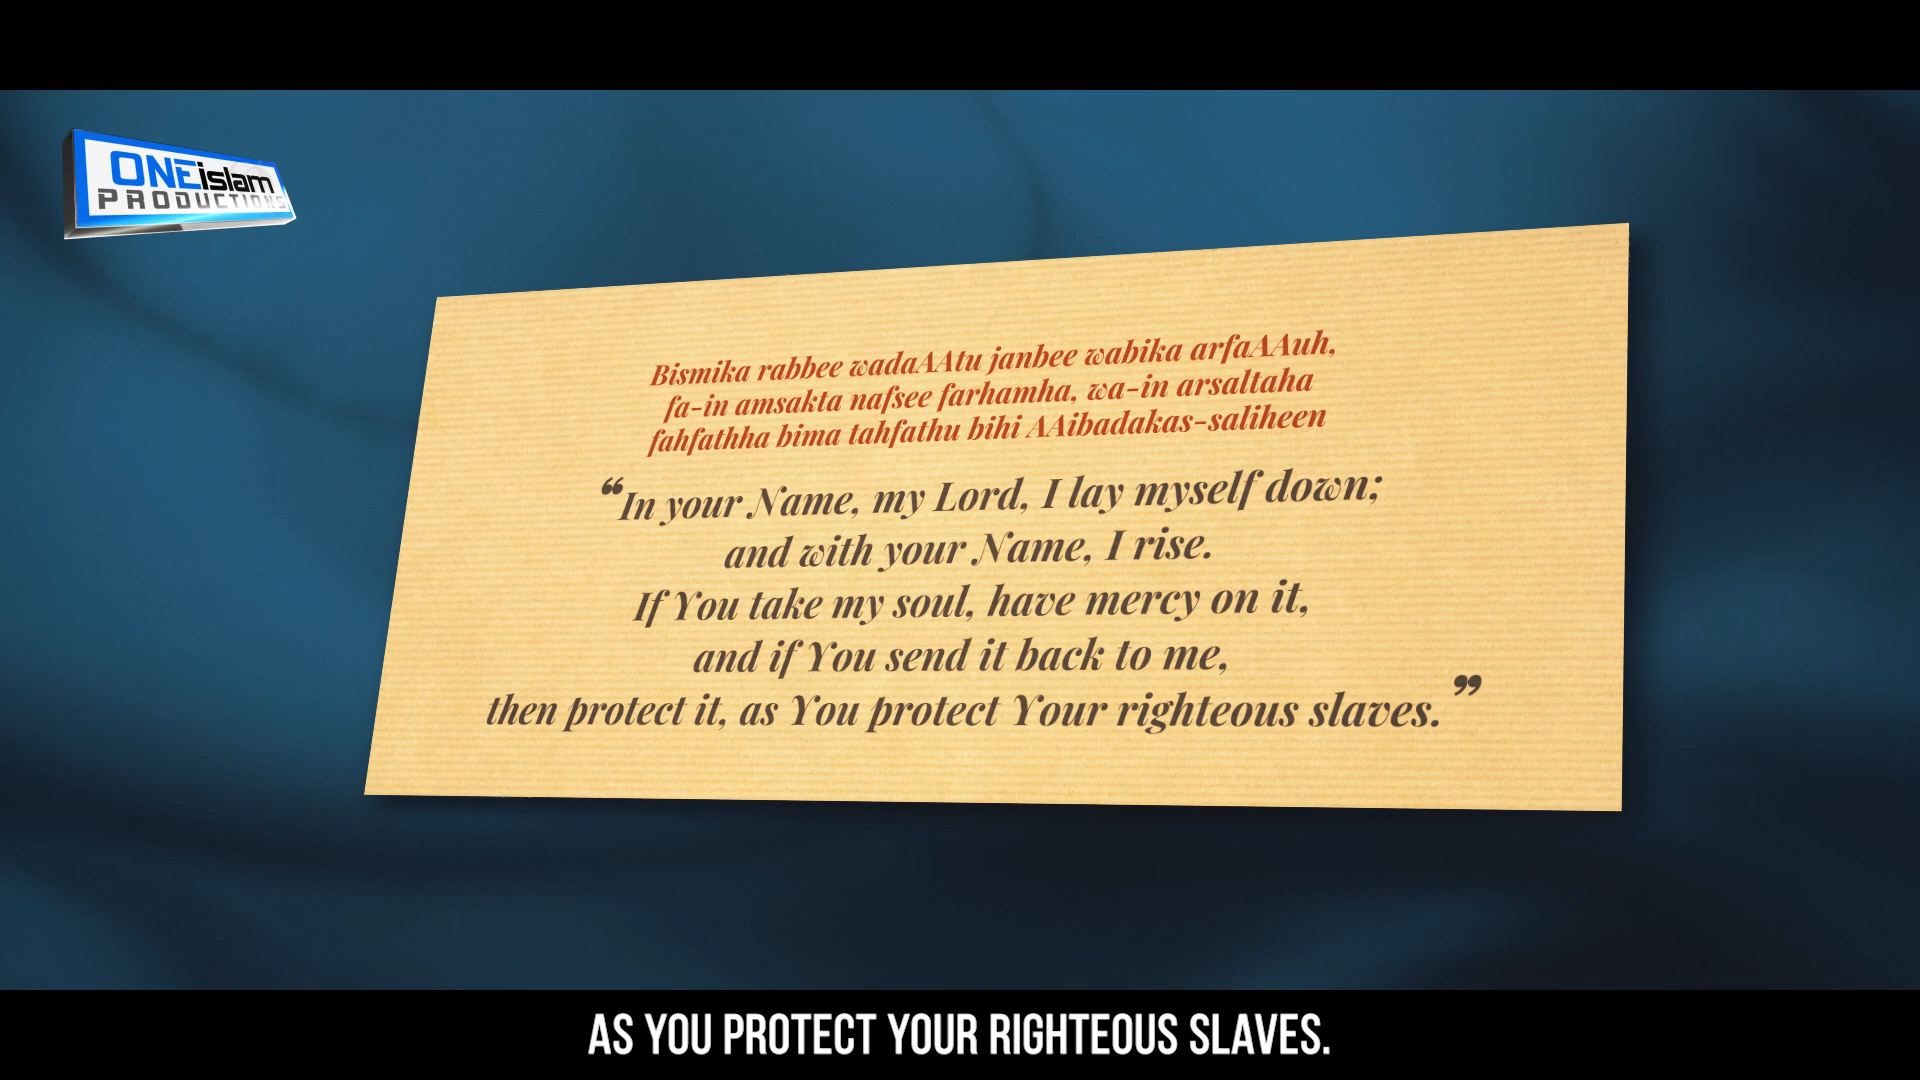 ONEislam
PRODUCTIONS
Bismika rabbee wadaAAtu janbee wabika arfaAAuh,
fa-in amsakta nafsee farhamha, wa-in arsaltaha
fahfathha bima tahfathu bihi AAibadakas-saliheen
“In your Name, my Lord, I lay myself down;
and with your Name, I rise.
If You take my soul, have mercy on it,
and if You send it back to me,
then protect it, as You protect Your righteous slaves.”
AS YOU PROTECT YOUR RIGHTEOUS SLAVES.